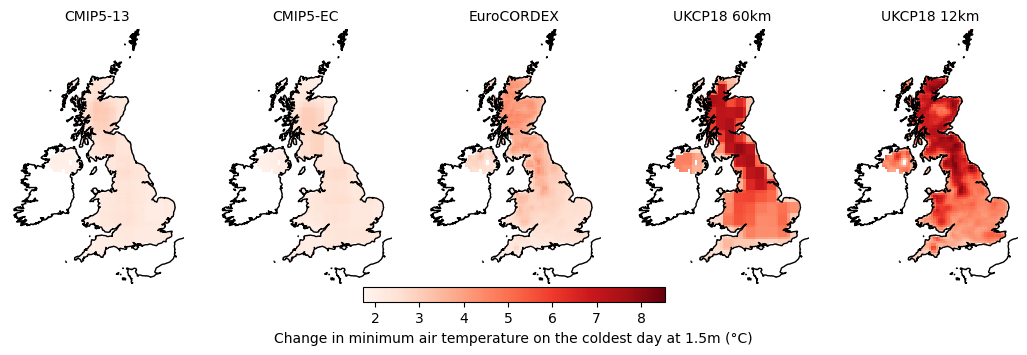 CMIP5-13 CMIP5-EC EuroCORDEX UKCP18 60km UKCP18 12km
2 3 4 5 6 7 8
Change in minimum air temperature on the coldest day at 1.5m (°C)